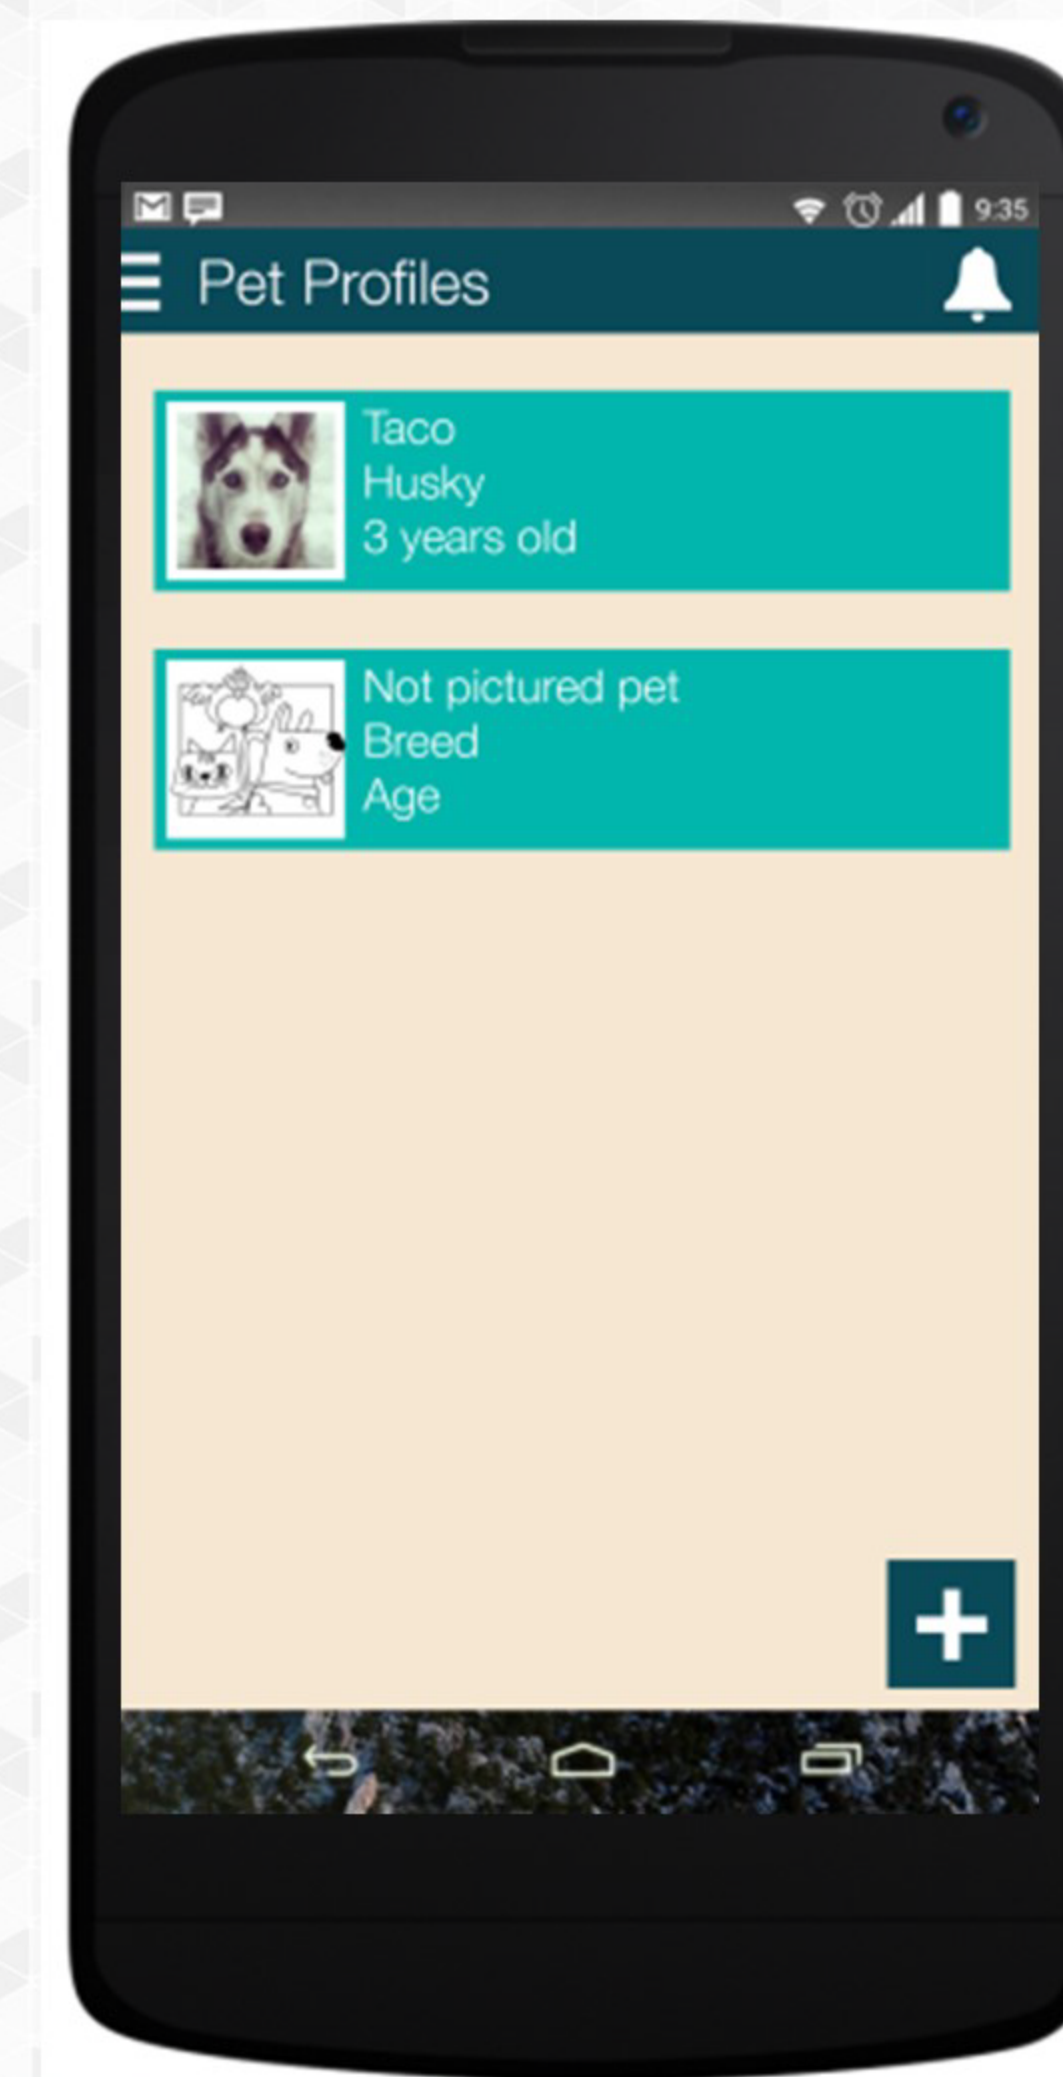 9:35
Pet Profiles
Taco
Husky
3 years old
Not pictured pet
Breed
Age